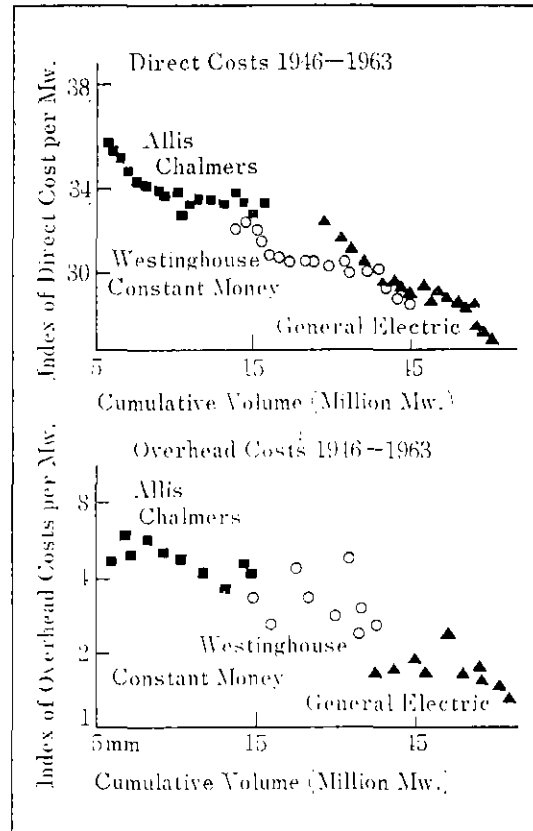 Direct Costs 1946–1963
Index of Direct Cost per Mw.
38
34
30
Allis
Chalmers
Westinghouse
Constant Money
General Electric
5 15 45
Cumulative Volume (Million Mw.)
Overhead Costs 1946–1963
Index of Overhead Costs per Mw.
8
4
2
1
Allis
Chalmers
Westinghouse
Constant Money
General Electric
5mm 15 45
Cumulative Volume (Million Mw.)